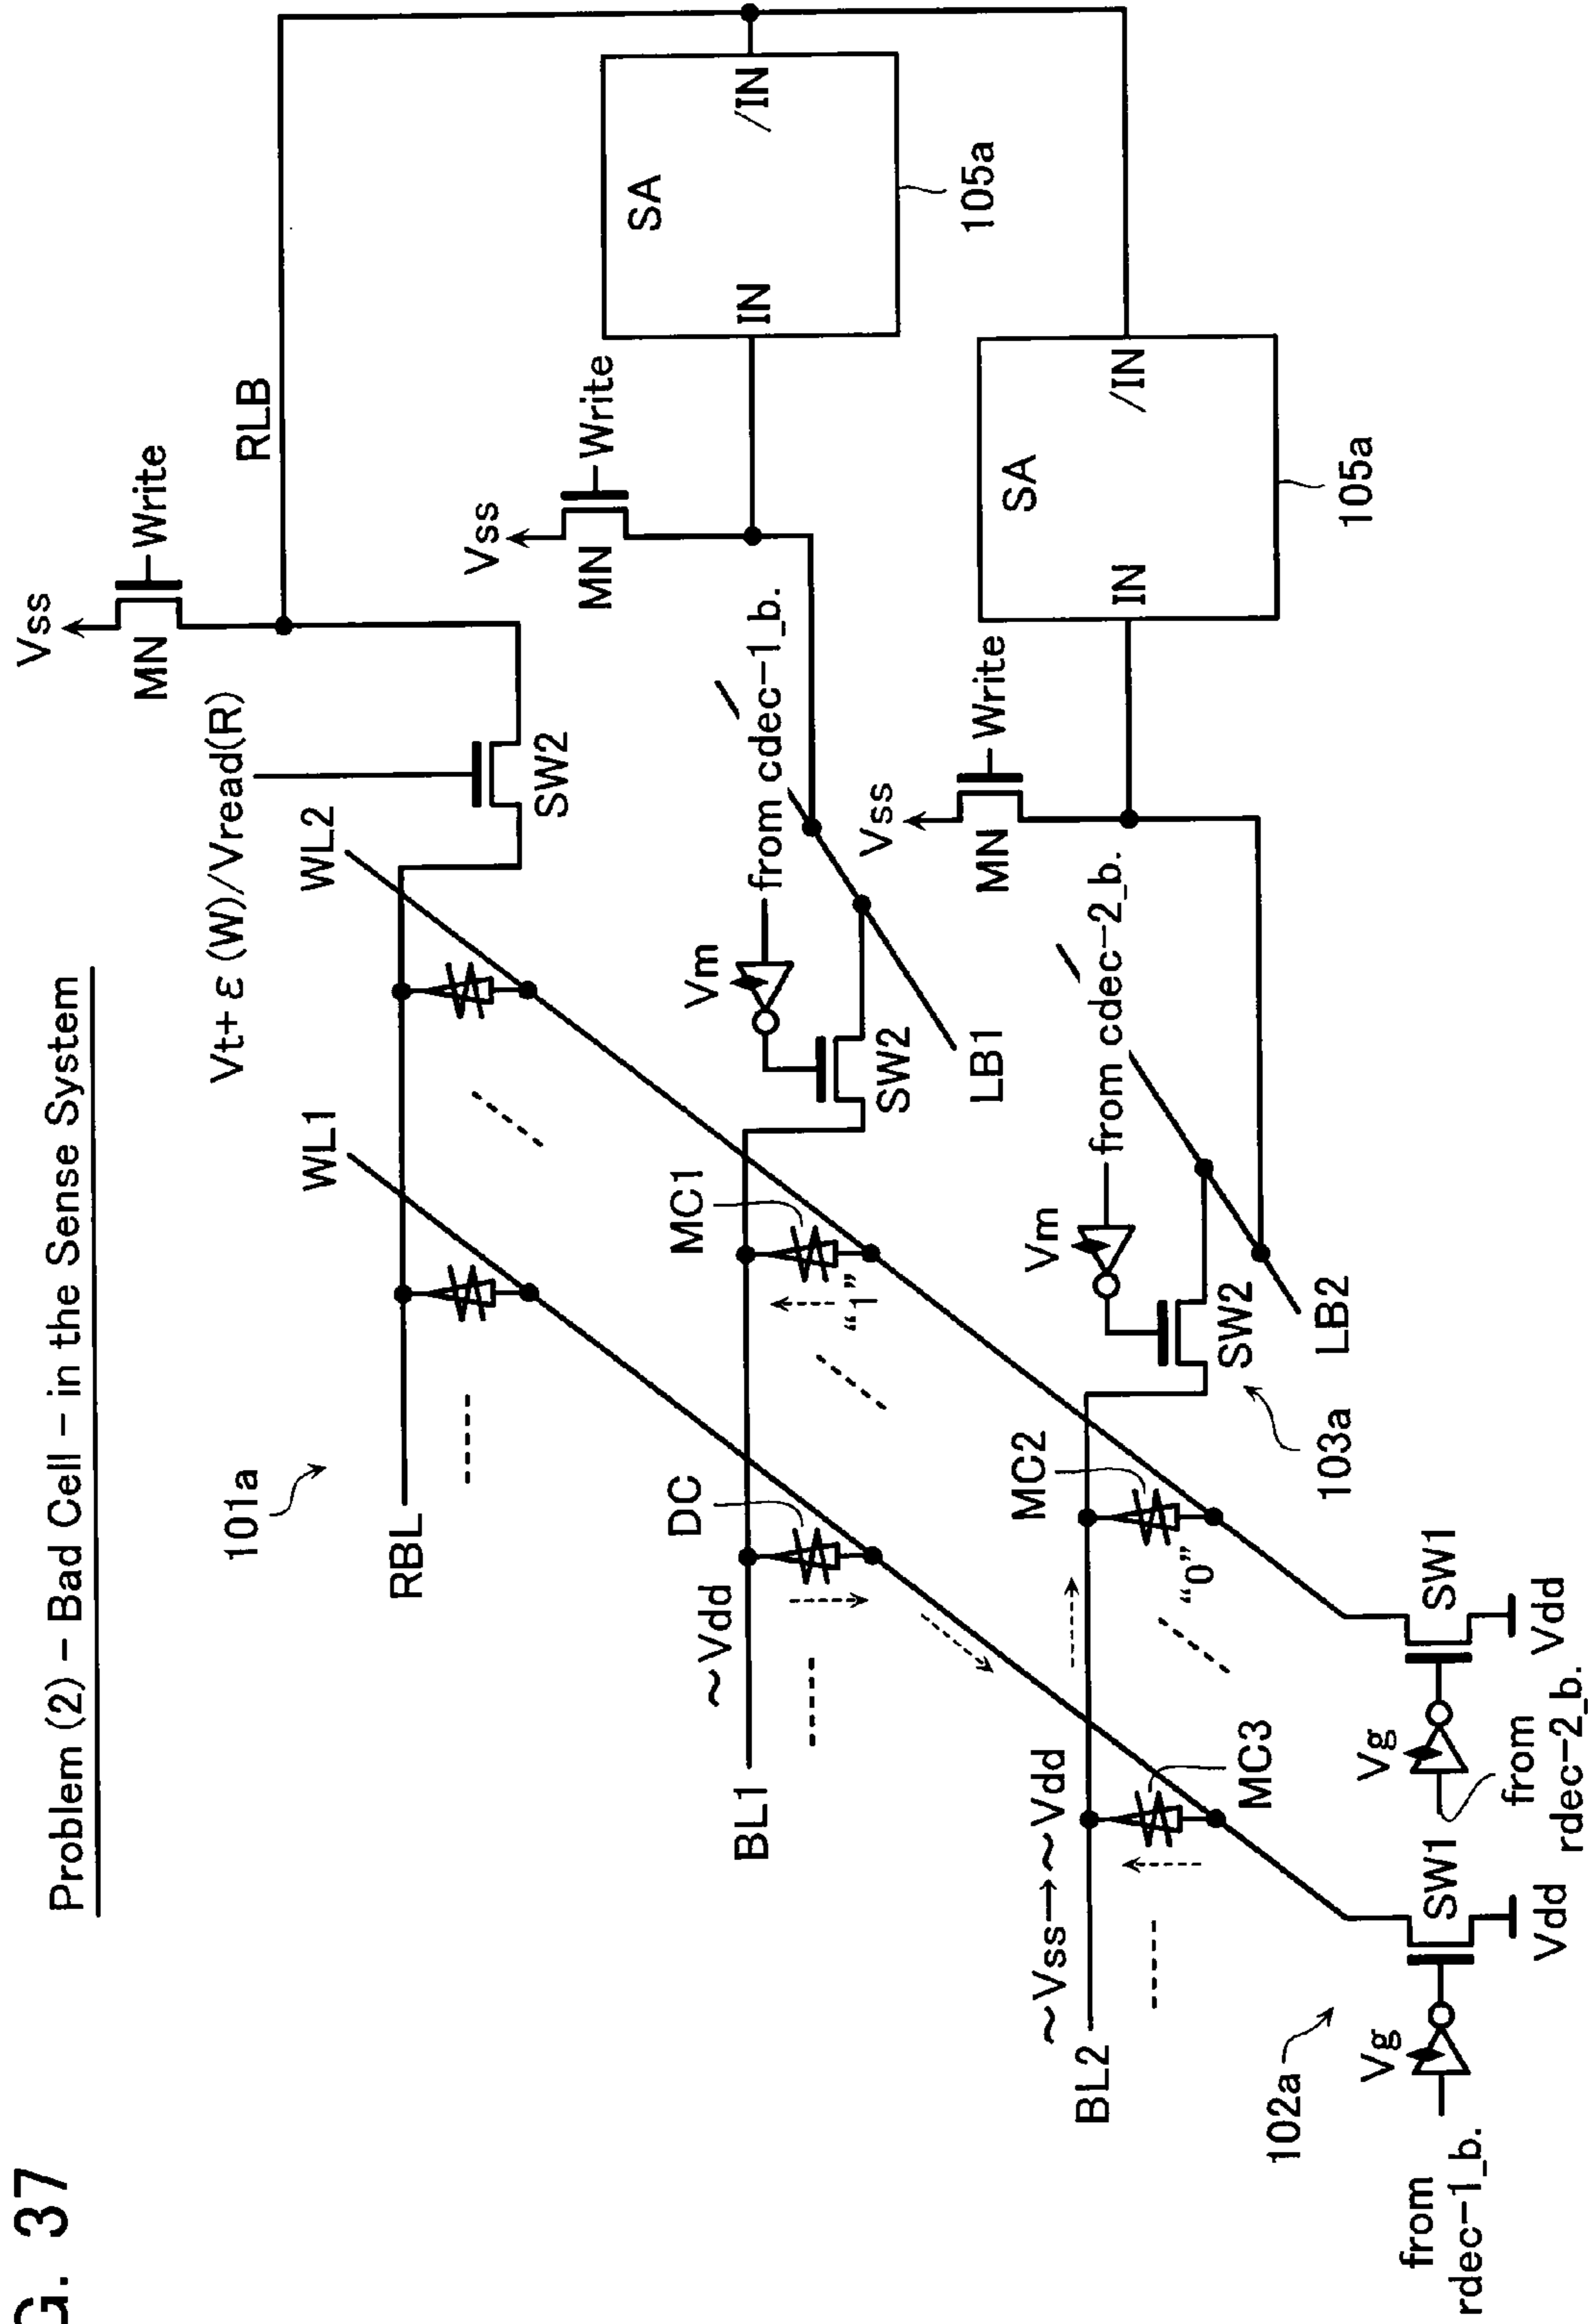 G. 37
Problem (2) – Bad Cell – in the Sense System
101a
RBL
WL1
WL2
Vt+ε(W)/Vread(R)
SW2
Vss
MN
Write
RLB
BL1
~Vdd
DC
MC1
"1"
Vm
from cdec-1_b.
SW2
LB1
Vss
MN
Write
IN
SA
/IN
105a
BL2
~Vss→~Vdd
MC3
MC2
"0"
Vm
from cdec-2_b.
SW2
103a
LB2
Vss
MN
Write
IN
SA
/IN
105a
102a
from
rdec-1_b.
Vg
SW1
Vdd
Vg
from
rdec-2_b.
SW1
Vdd